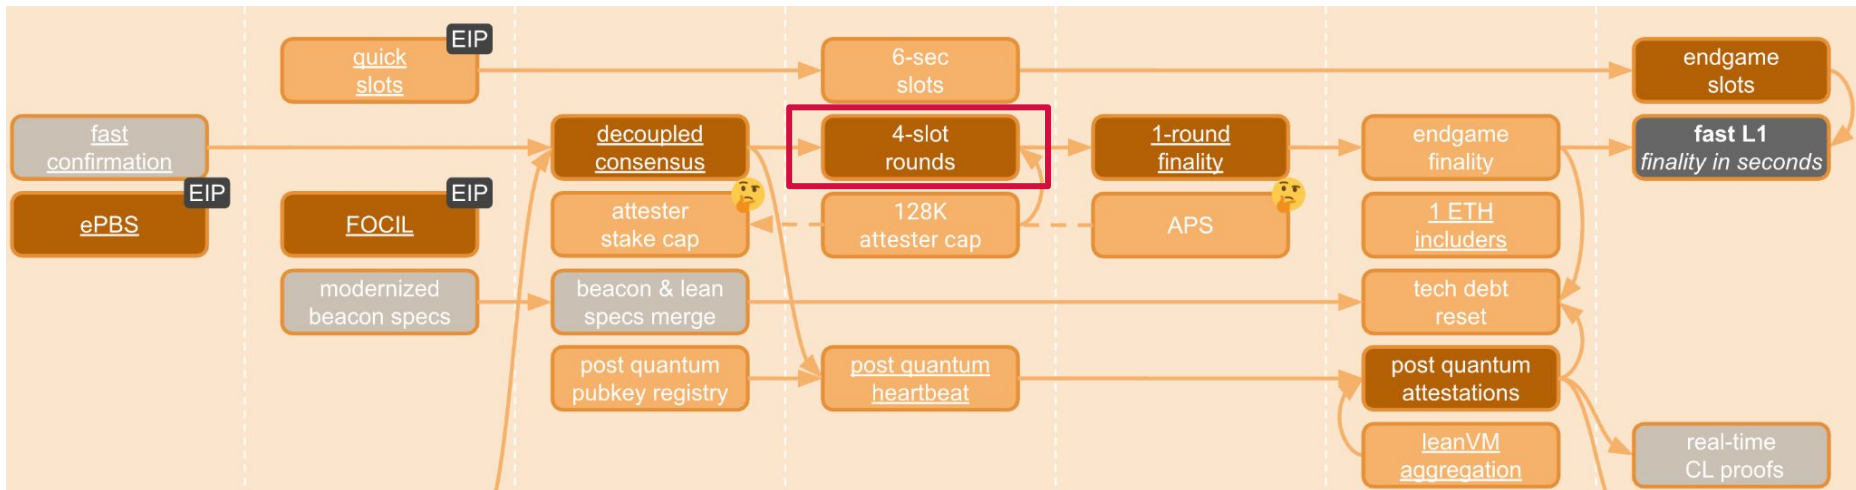 EIP
quick
slots
6-sec
slots
endgame
slots
fast
confirmation
decoupled
consensus
4-slot
rounds
1-round
finality
endgame
finality
fast L1
finality in seconds
EIP
ePBS
EIP
FOCIL
attester
stake cap
128K
attester cap
APS
1 ETH
includers
modernized
beacon specs
beacon & lean
specs merge
tech debt
reset
post quantum
pubkey registry
post quantum
heartbeat
post quantum
attestations
leanVM
aggregation
real-time
CL proofs